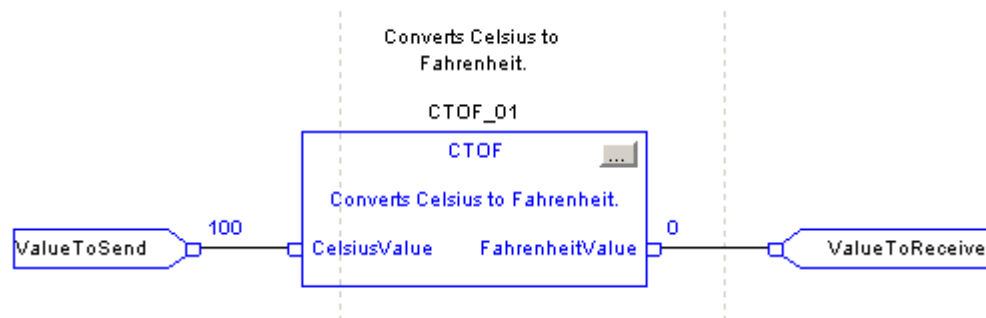 Converts Celsius to
Fahrenheit.
CTOF_01
CTOF
...
Converts Celsius to Fahrenheit.
ValueToSend 100 CelsiusValue FahrenheitValue 0 ValueToReceive